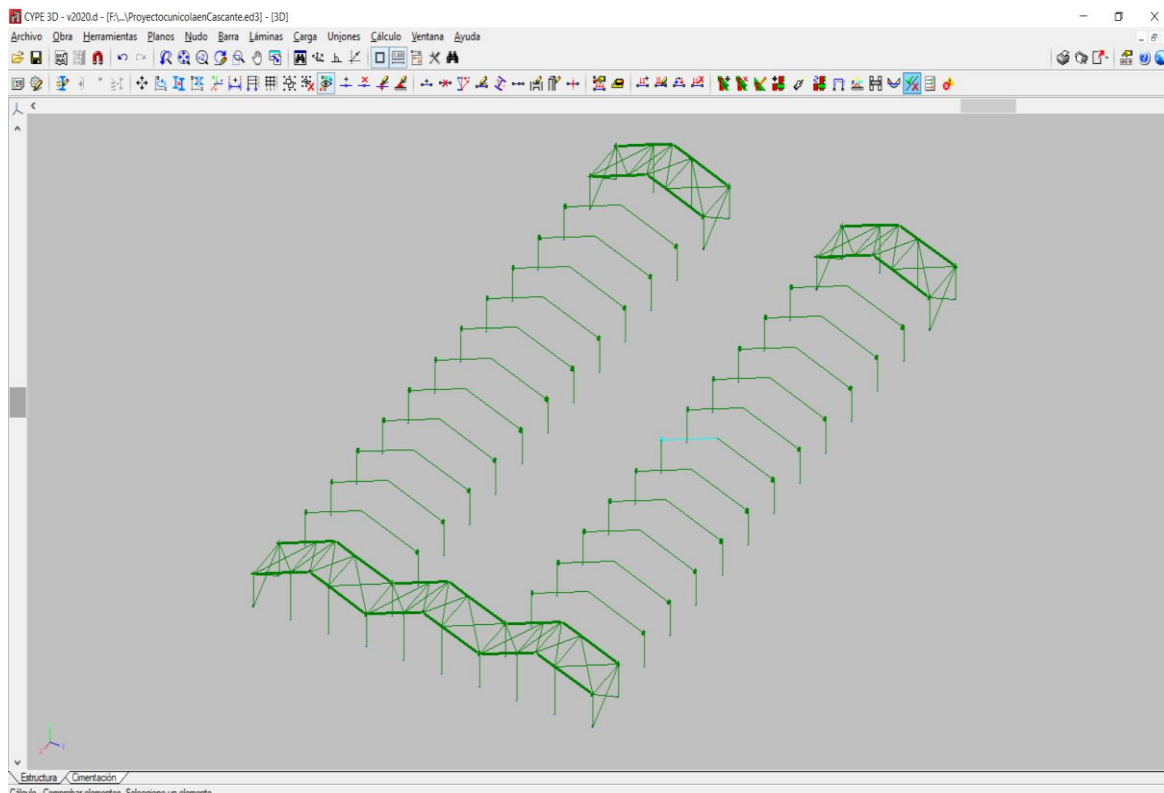 CYPE 3D - v2020.d - [F:\...\ProyectocunicolaenCascante.ed3] - [3D]
Archivo Obra Herramientas Planos Nudo Barra Láminas Carga Uniones Cálculo Ventana Ayuda
Estructura Cimentación
Cálculo - Comprobar elementos. Seleccione un elemento.